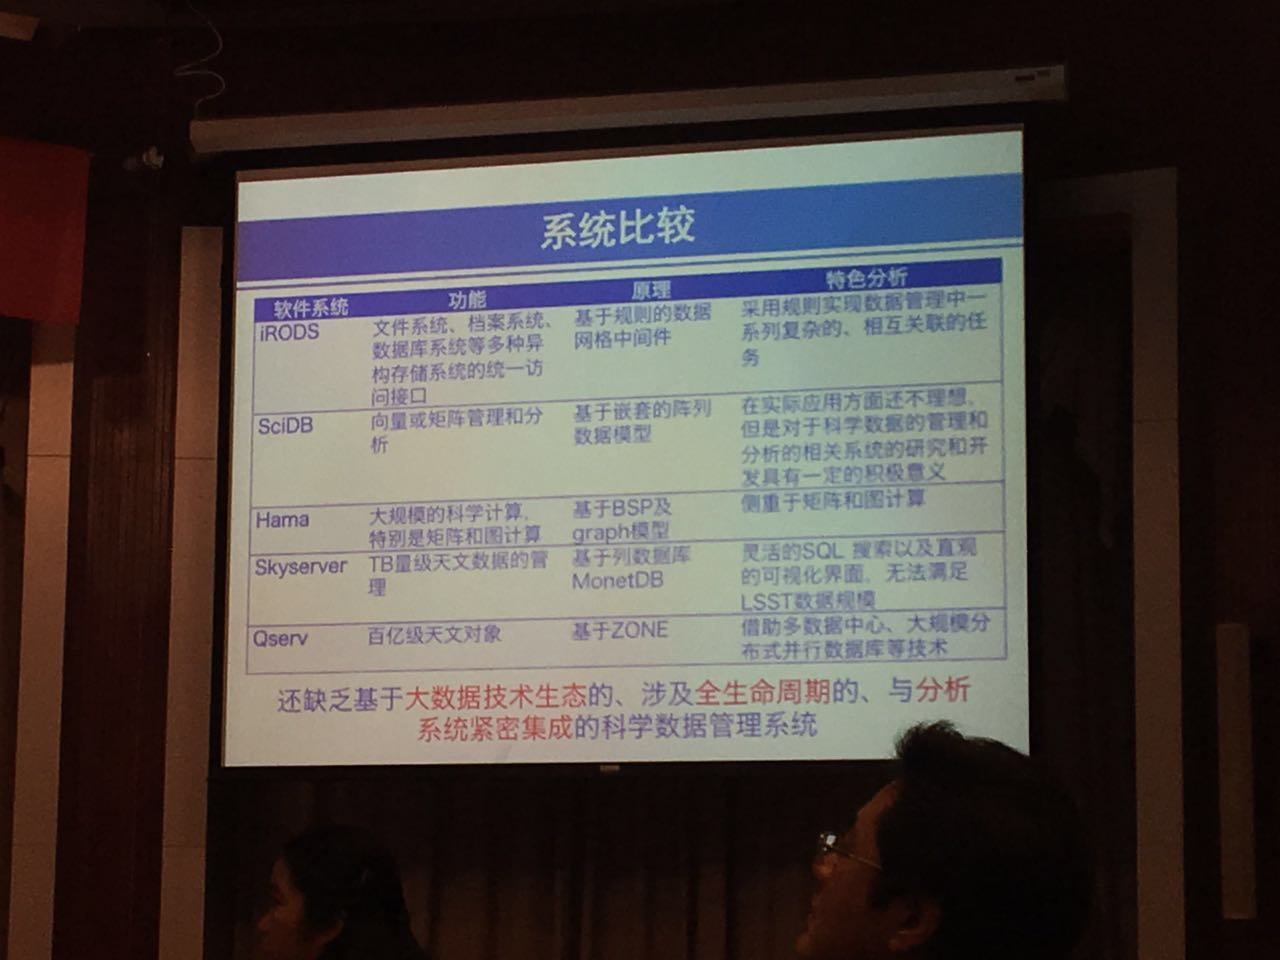 系统比较
软件系统 功能 原理 特色分析
iRODS 文件系统、档案系统、 基于规则的数据 采用规则实现数据管理中一
数据库系统等多种异 网格中间件 系列复杂的、相互关联的任
构存储系统的统一访 务
问接口
SciDB 向量或矩阵管理和分 基于嵌套的阵列 在实际应用方面还不理想，
析 数据模型 但是对于科学数据的管理和
分析的相关系统的研究和开
发具有一定的积极意义
Hama 大规模的科学计算， 基于BSP及 侧重于矩阵和图计算
特别是矩阵和图计算 graph模型
Skyserver TB量级天文数据的管 基于列数据库 灵活的SQL 搜索以及直观
理 MonetDB 的可视化界面，无法满足
LSST数据规模
Qserv 百亿级天文对象 基于ZONE 借助多数据中心、大规模分
布式并行数据库等技术
还缺乏基于大数据技术生态的、涉及全生命周期的、与分析
系统紧密集成的科学数据管理系统